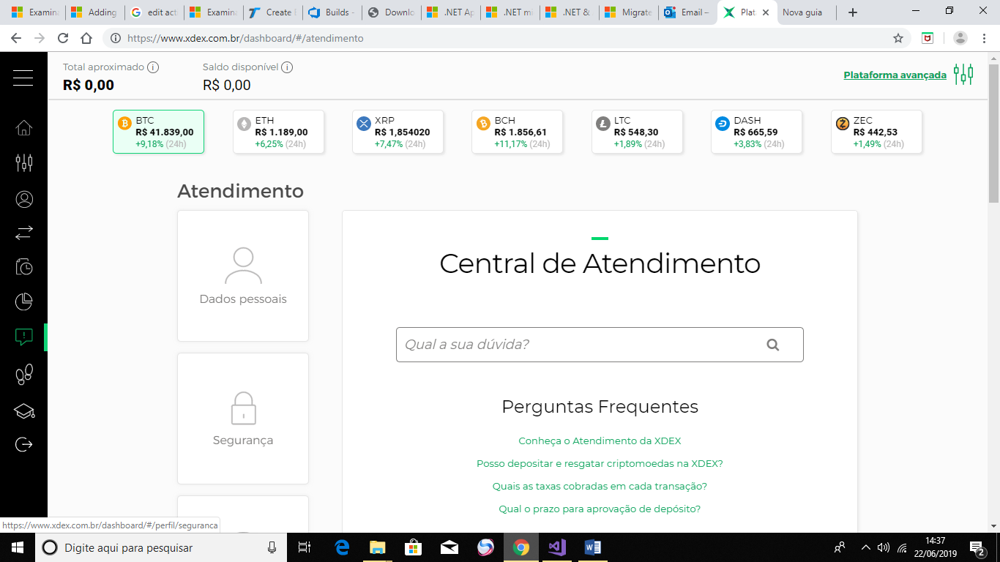 Examina
Adding
edit act
Examina
Create
Builds -
Downlo
.NET Ap
.NET mi
.NET &
Migrate
Email –
Plat
Nova guia
https://www.xdex.com.br/dashboard/#/atendimento
Total aproximado
R$ 0,00
Saldo disponível
R$ 0,00
Plataforma avançada
BTC
R$ 41.839,00
+9,18% (24h)
ETH
R$ 1.189,00
+6,25% (24h)
XRP
R$ 1,854020
+7,47% (24h)
BCH
R$ 1.856,61
+11,17% (24h)
LTC
R$ 548,30
+1,89% (24h)
DASH
R$ 665,59
+3,83% (24h)
ZEC
R$ 442,53
+1,49% (24h)
Atendimento
Dados pessoais
Segurança
Central de Atendimento
Qual a sua dúvida?
Perguntas Frequentes
Conheça o Atendimento da XDEX
Posso depositar e resgatar criptomoedas na XDEX?
Quais as taxas cobradas em cada transação?
Qual o prazo para aprovação de depósito?
https://www.xdex.com.br/dashboard/#/perfil/seguranca
Digite aqui para pesquisar
14:37
22/06/2019
2